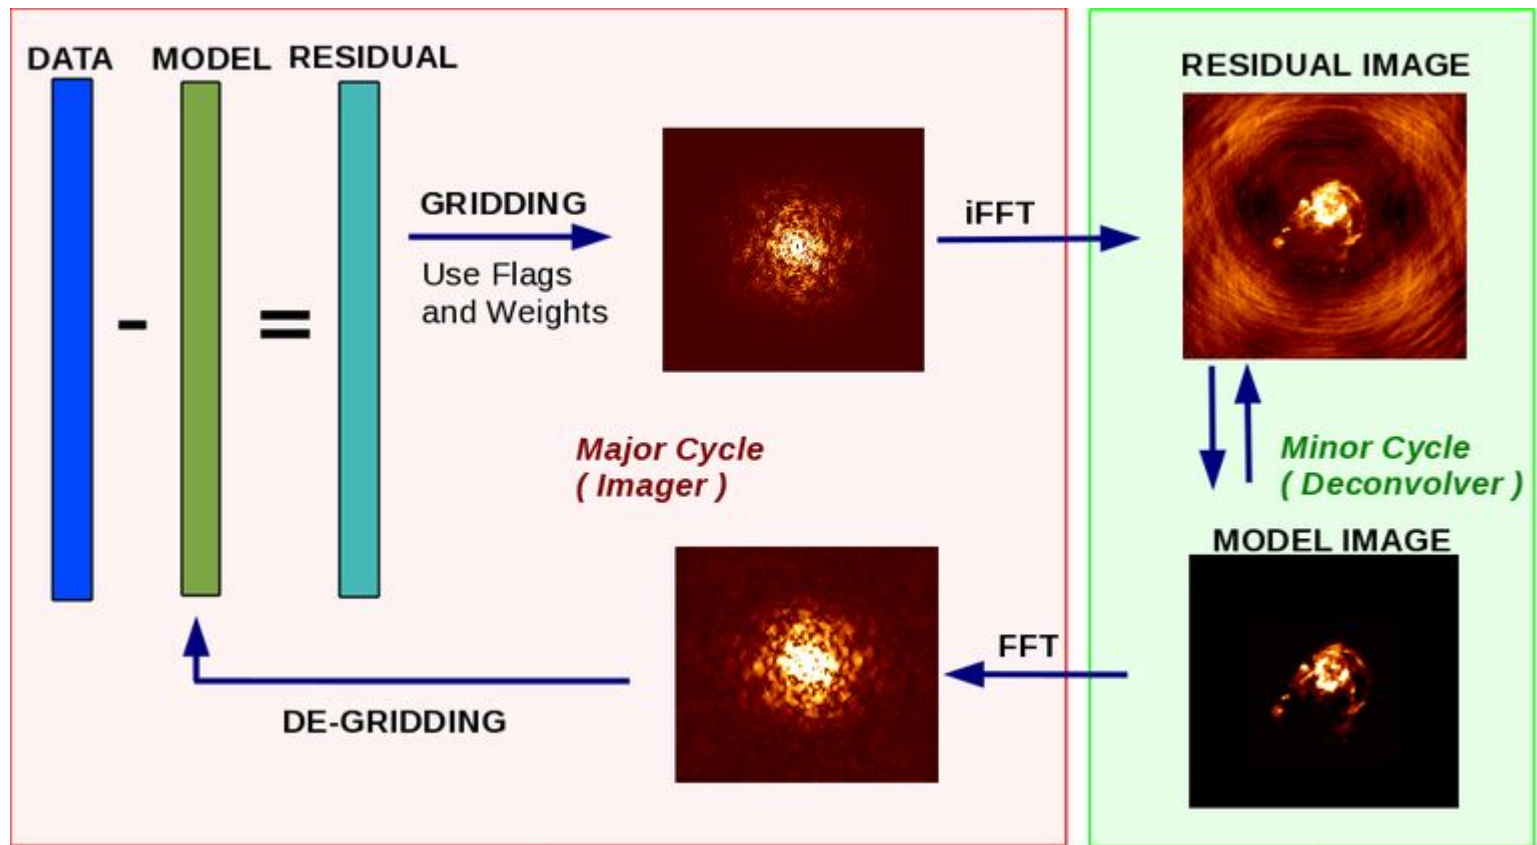 DATA
MODEL
RESIDUAL
-
=
GRIDDING
Use Flags
and Weights
iFFT
RESIDUAL IMAGE
Major Cycle
( Imager )
Minor Cycle
( Deconvolver )
MODEL IMAGE
FFT
DE-GRIDDING